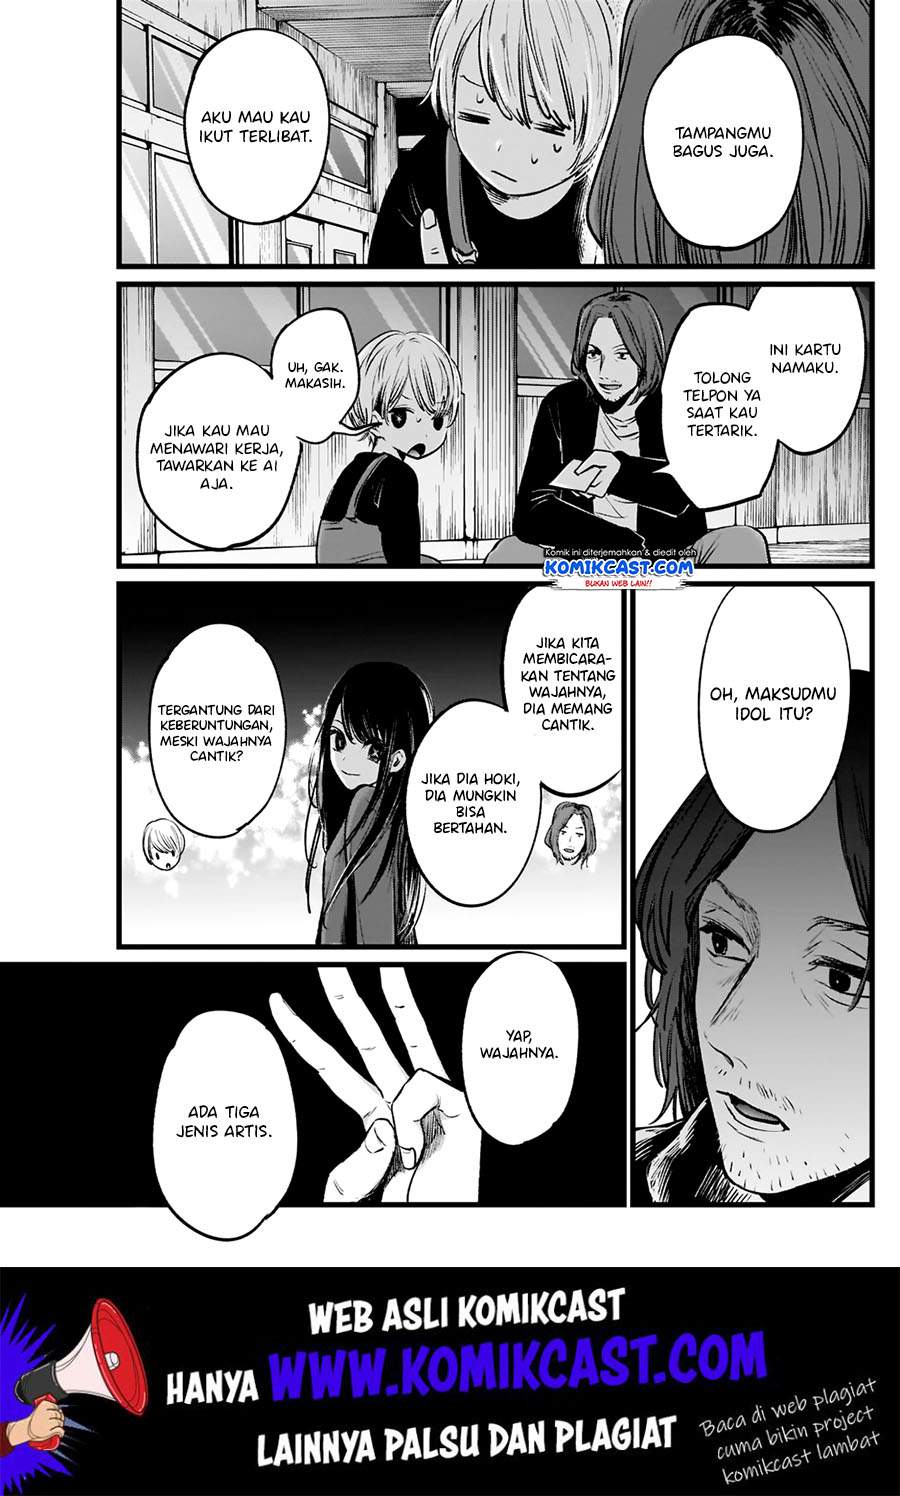 TAMPANGMU
BAGUS JUGA.
AKU MAU KAU
IKUT TERLIBAT.
INI KARTU
NAMAKU.
TOLONG
TELPON YA
SAAT KAU
TERTARIK.
UH, GAK.
MAKASIH.
JIKA KAU MAU
MENAWARI KERJA,
TAWARKAN KE AI
AJA.
Komik ini diterjemahkan & diedit oleh
KOMIKCAST.COM
BUKAN WEB LAIN!!
OH, MAKSUDMU
IDOL ITU?
JIKA KITA
MEMBICARA-
KAN TENTANG
WAJAHNYA,
DIA MEMANG
CANTIK.
JIKA DIA HOKI,
DIA MUNGKIN
BISA
BERTAHAN.
TERGANTUNG DARI
KEBERUNTUNGAN,
MESKI WAJAHNYA
CANTIK?
YAP,
WAJAHNYA.
ADA TIGA
JENIS ARTIS.
WEB ASLI KOMIKCAST
HANYA WWW.KOMIKCAST.COM
LAINNYA PALSU DAN PLAGIAT
Baca di web plagiat
cuma bikin project
komikcast lambat